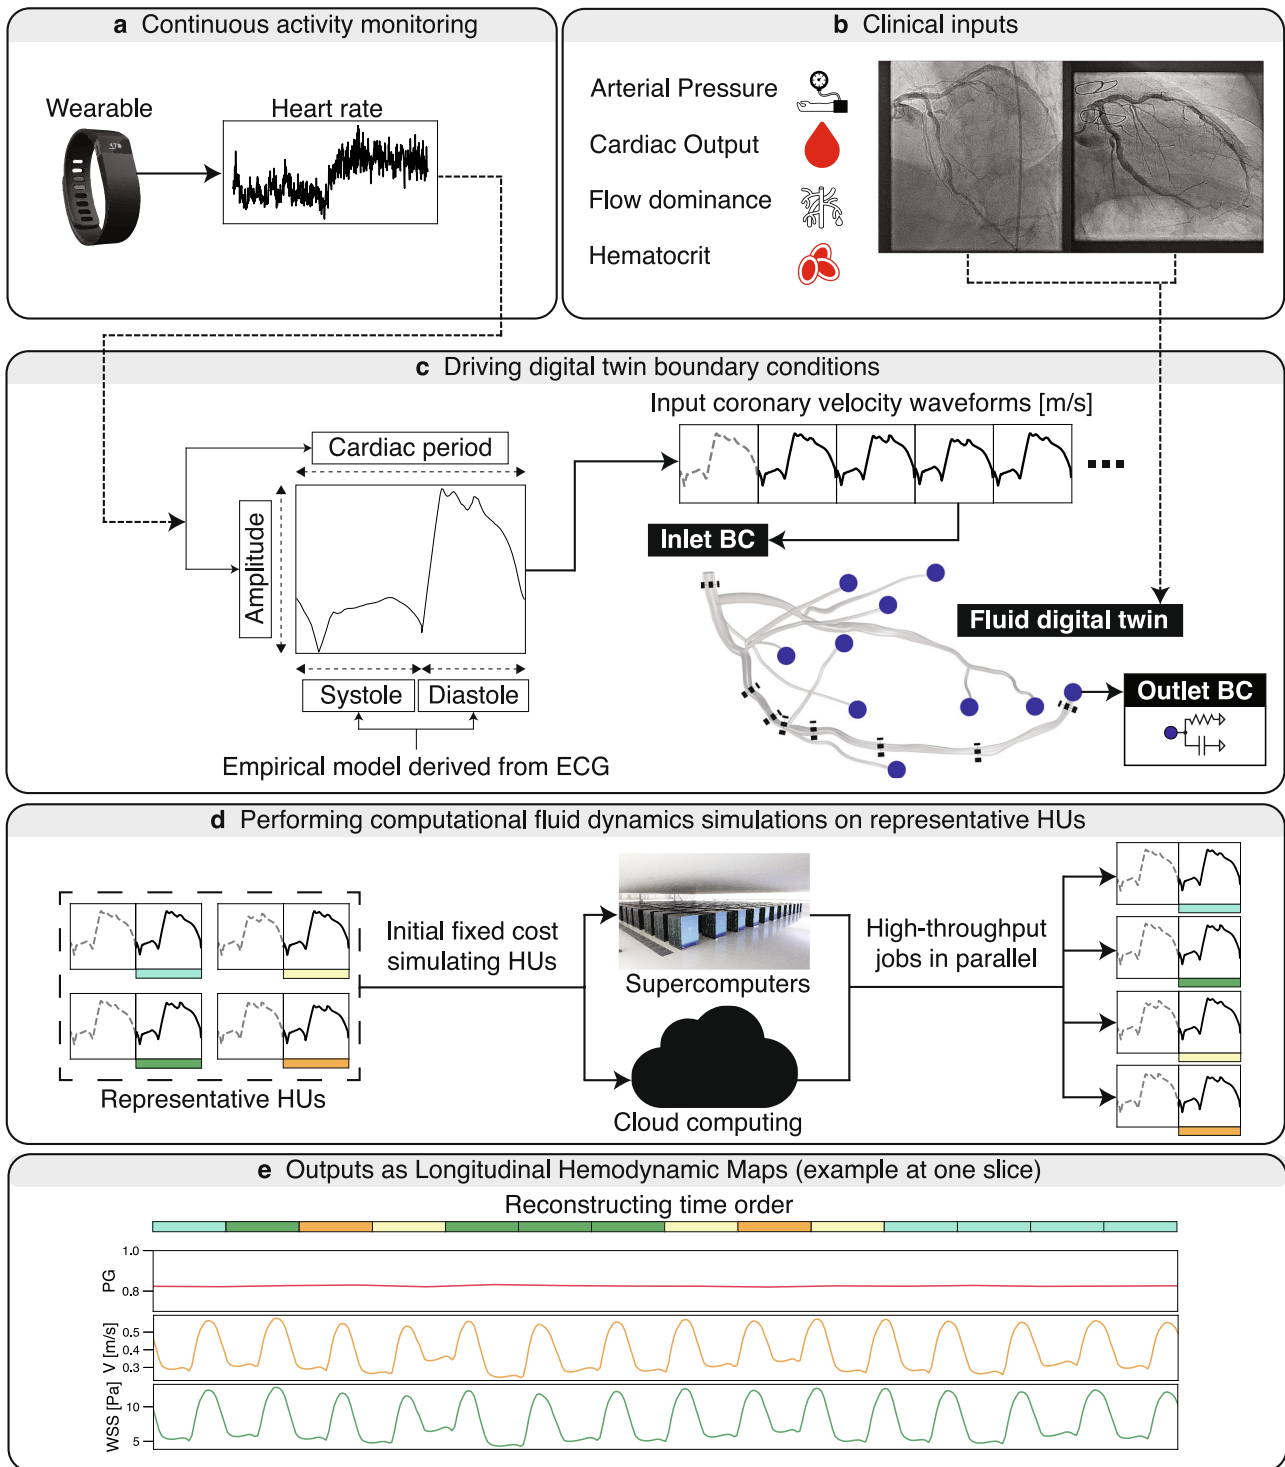 a Continuous activity monitoring
Wearable
Heart rate
b Clinical inputs
Arterial Pressure
Cardiac Output
Flow dominance
Hematocrit
c Driving digital twin boundary conditions
Input coronary velocity waveforms [m/s]
Cardiac period
Amplitude
Systole
Diastole
Empirical model derived from ECG
Inlet BC
Fluid digital twin
Outlet BC
d Performing computational fluid dynamics simulations on representative HUs
Representative HUs
Initial fixed cost
simulating HUs
Supercomputers
Cloud computing
High-throughput
jobs in parallel
e Outputs as Longitudinal Hemodynamic Maps (example at one slice)
Reconstructing time order
PG
1.0
0.8
V [m/s]
0.5
0.4
0.3
WSS [Pa]
10
5